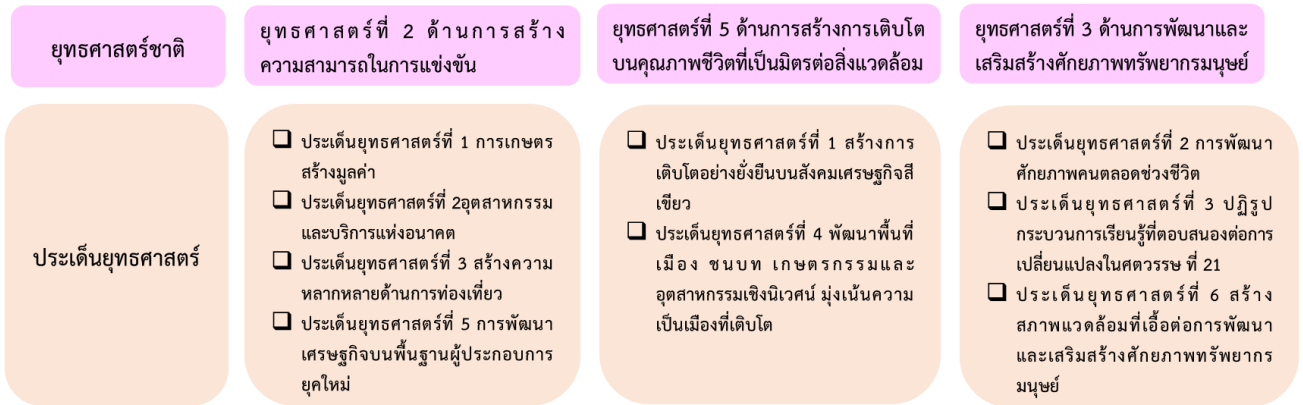 ยุทธศาสตร์ชาติ
ยุทธศาสตร์ที่ 2 ด้านการสร้าง
ความสามารถในการแข่งขัน
ยุทธศาสตร์ที่ 5 ด้านการสร้างการเติบโต
บนคุณภาพชีวิตที่เป็นมิตรต่อสิ่งแวดล้อม
ยุทธศาสตร์ที่ 3 ด้านการพัฒนาและ
เสริมสร้างศักยภาพทรัพยากรมนุษย์
ประเด็นยุทธศาสตร์
ประเด็นยุทธศาสตร์ที่ 1 การเกษตร
สร้างมูลค่า
ประเด็นยุทธศาสตร์ที่ 2อุตสาหกรรม
และบริการแห่งอนาคต
ประเด็นยุทธศาสตร์ที่ 3 สร้างความ
หลากหลายด้านการท่องเที่ยว
ประเด็นยุทธศาสตร์ที่ 5 การพัฒนา
เศรษฐกิจบนพื้นฐานผู้ประกอบการ
ยุคใหม่
ประเด็นยุทธศาสตร์ที่ 1 สร้างการ
เติบโตอย่างยั่งยืนบนสังคมเศรษฐกิจสี
เขียว
ประเด็นยุทธศาสตร์ที่ 4 พัฒนาพื้นที่
เมือง ชนบท เกษตรกรรมและ
อุตสาหกรรมเชิงนิเวศน์ มุ่งเน้นความ
เป็นเมืองที่เติบโต
ประเด็นยุทธศาสตร์ที่ 2 การพัฒนา
ศักยภาพคนตลอดช่วงชีวิต
ประเด็นยุทธศาสตร์ที่ 3 ปฏิรูป
กระบวนการเรียนรู้ที่ตอบสนองต่อการ
เปลี่ยนแปลงในศตวรรษ ที่ 21
ประเด็นยุทธศาสตร์ที่ 6 สร้าง
สภาพแวดล้อมที่เอื้อต่อการพัฒนา
และเสริมสร้างศักยภาพทรัพยากร
มนุษย์